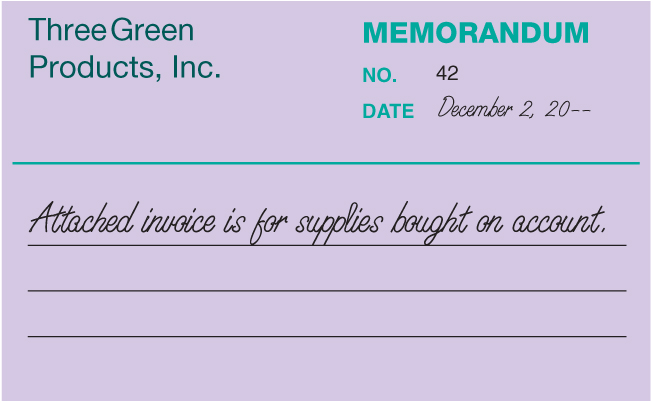 Three Green
Products, Inc.
MEMORANDUM
NO. 42
DATE December 2, 20--
Attached invoice is for supplies bought on account.